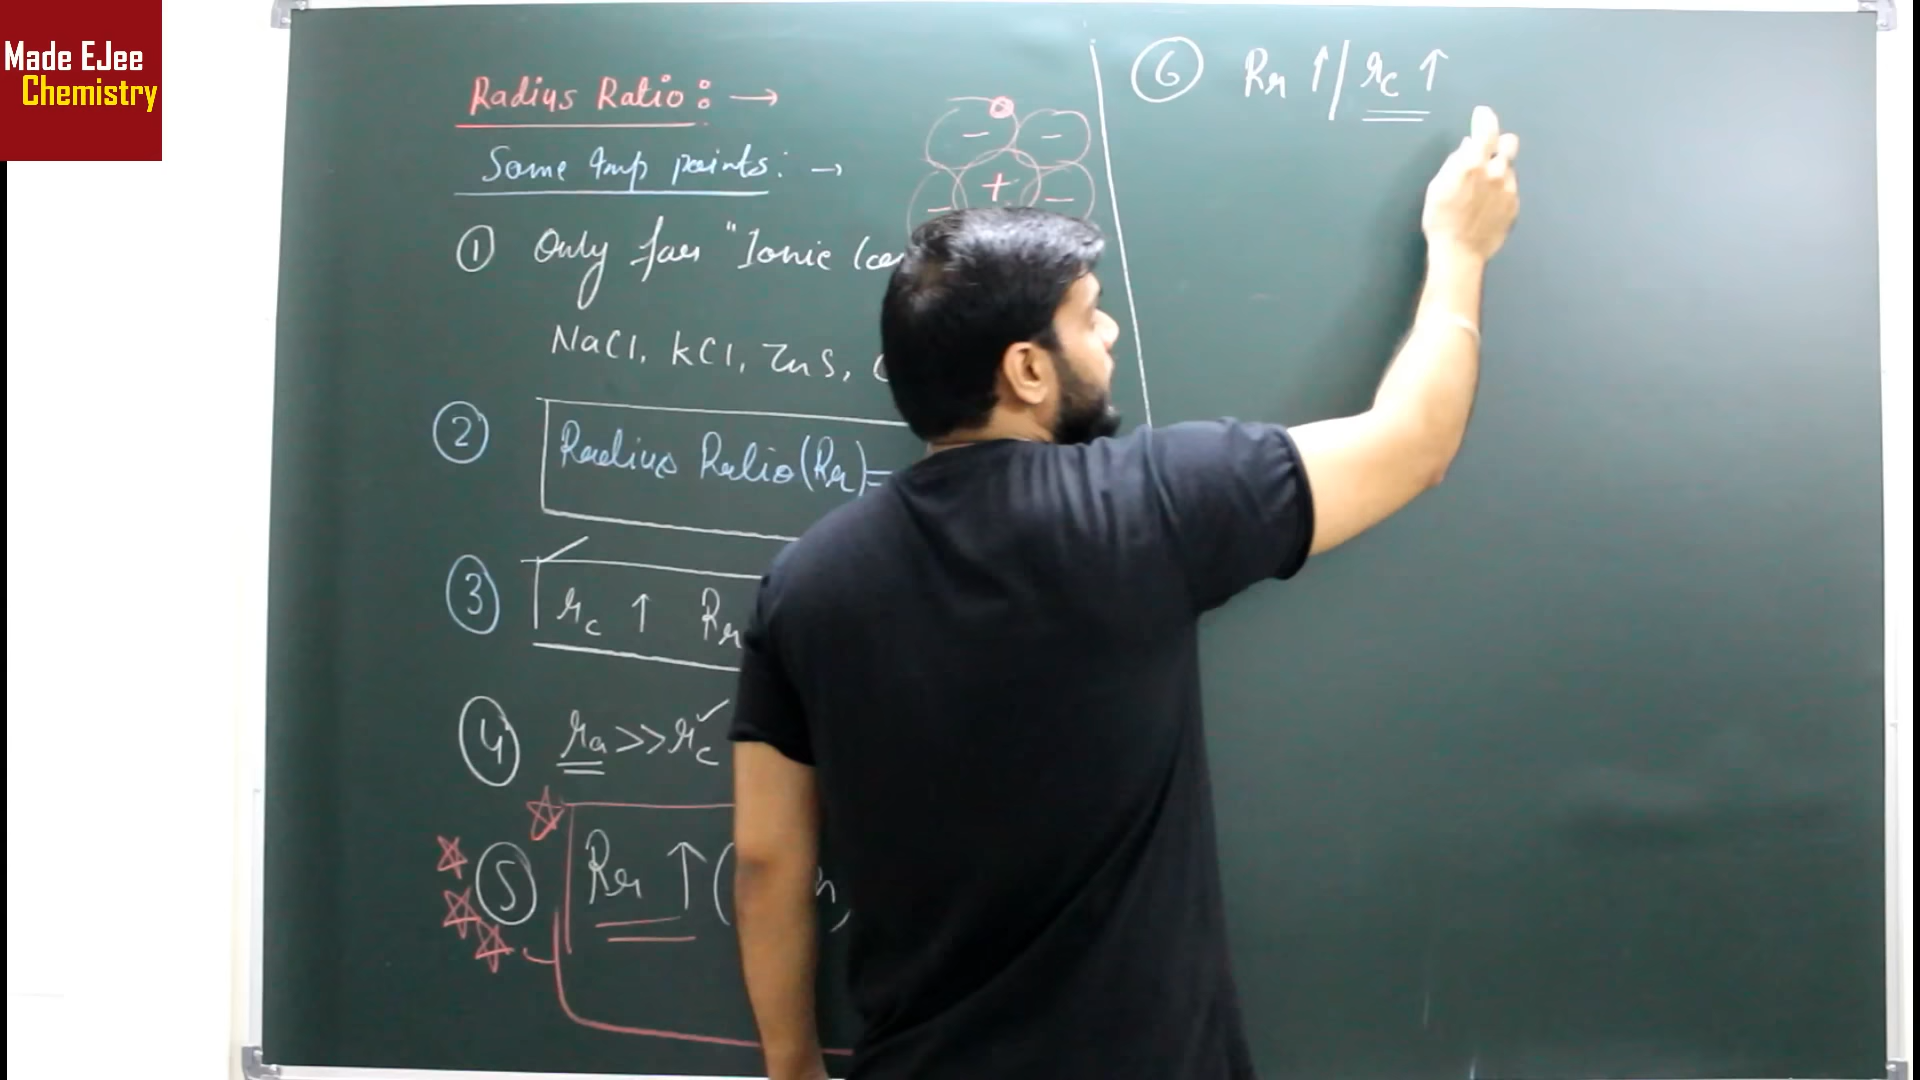 Made EJee
Chemistry
Radius Ratio: →
Some Imp points: →
① Only for "Ionic
NaCl, KCl, ZnS,
② Radius Ratio (Rr) =
③ rc ↑ Rr
④ ra >> rc ✓
⑤ Rr ↑ (
⑥ Rr ↑ / rc ↑
− −
− + −